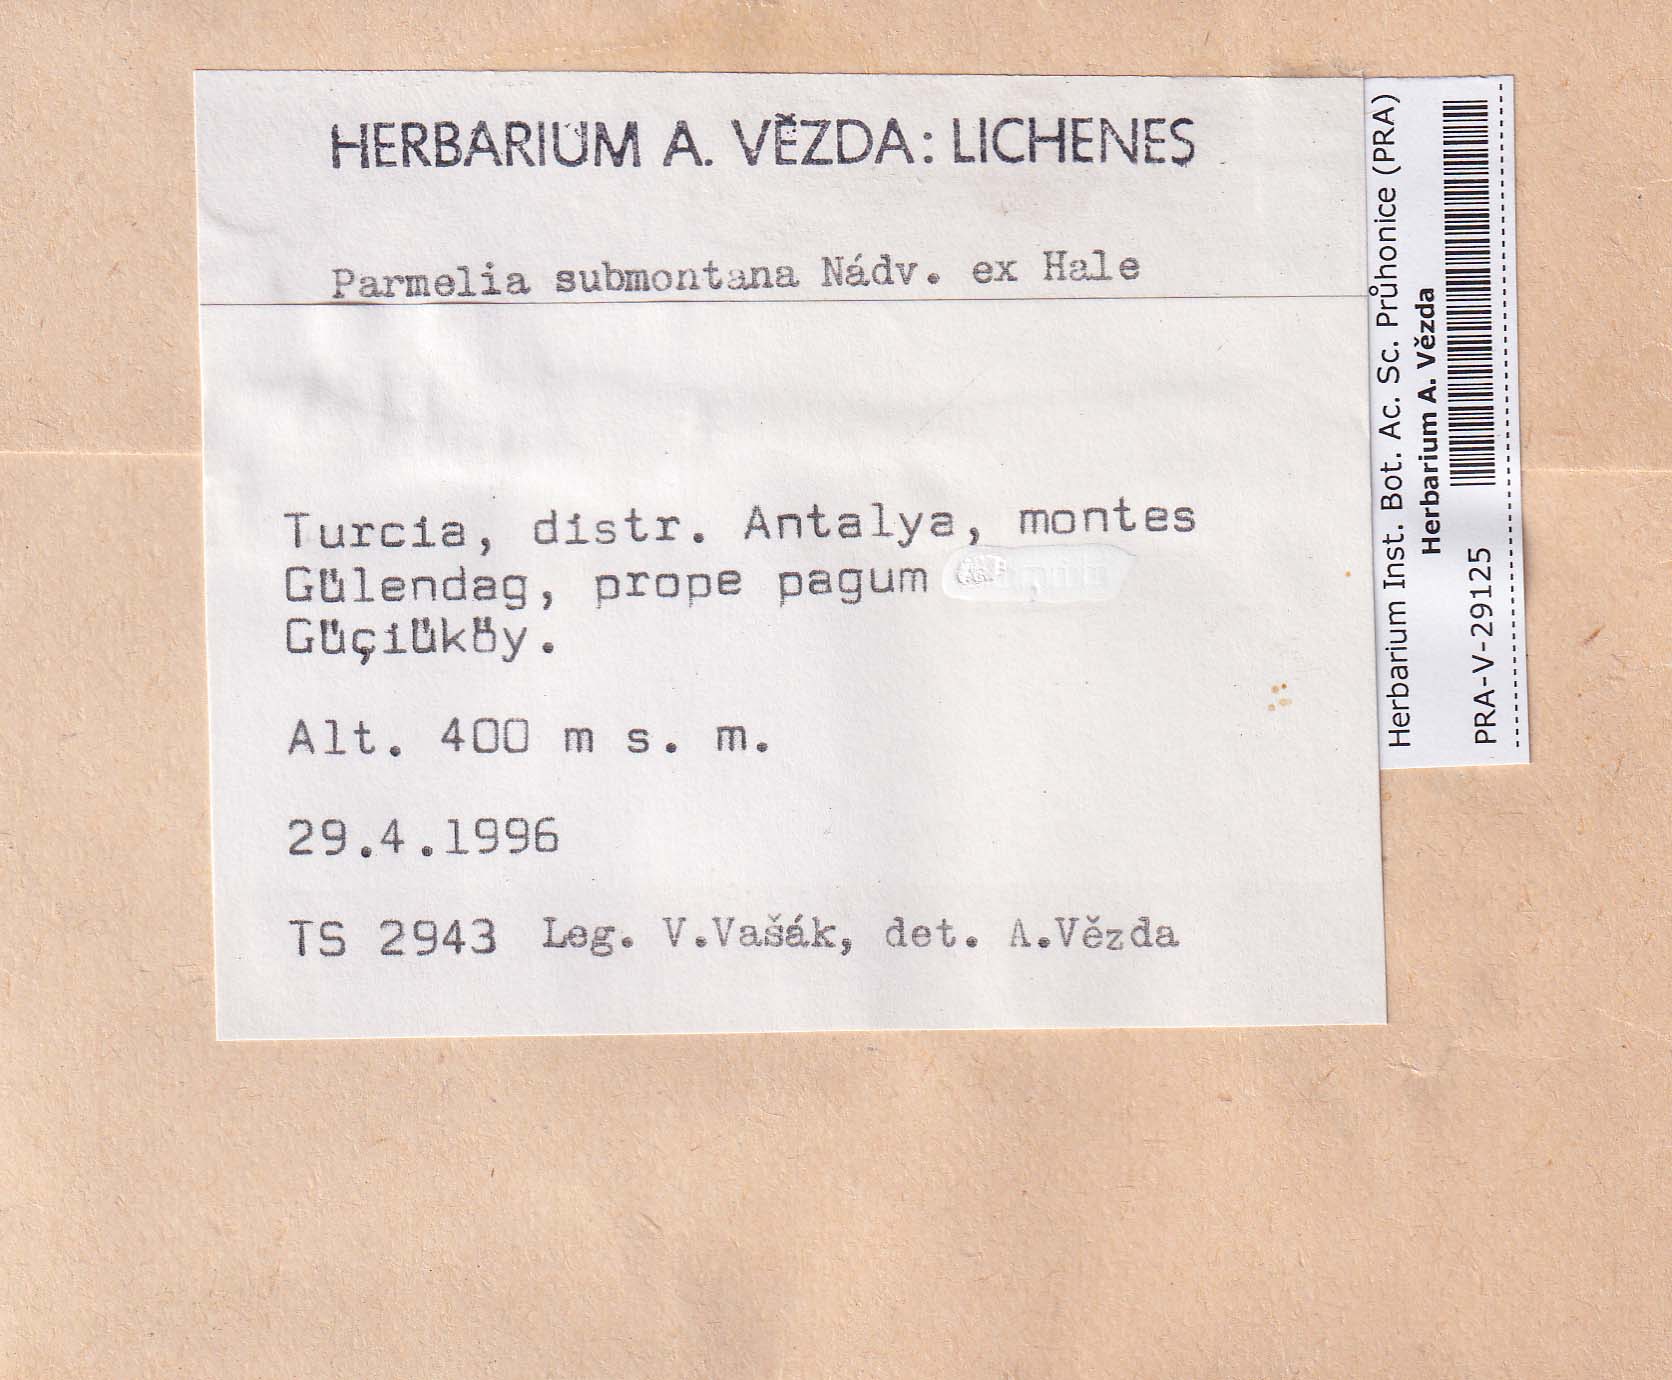 HERBARIUM A. VĚZDA: LICHENES
Parmelia submontana Nádv. ex Hale
Turcia, distr. Antalya, montes
Gülendag, prope pagum
Güçiüköy.
Alt. 400 m s. m.
29.4.1996
TS 2943 Leg. V.Vašák, det. A.Vězda
Herbarium Inst. Bot. Ac. Sc. Průhonice (PRA)
Herbarium A. Vězda
PRA-V-29125